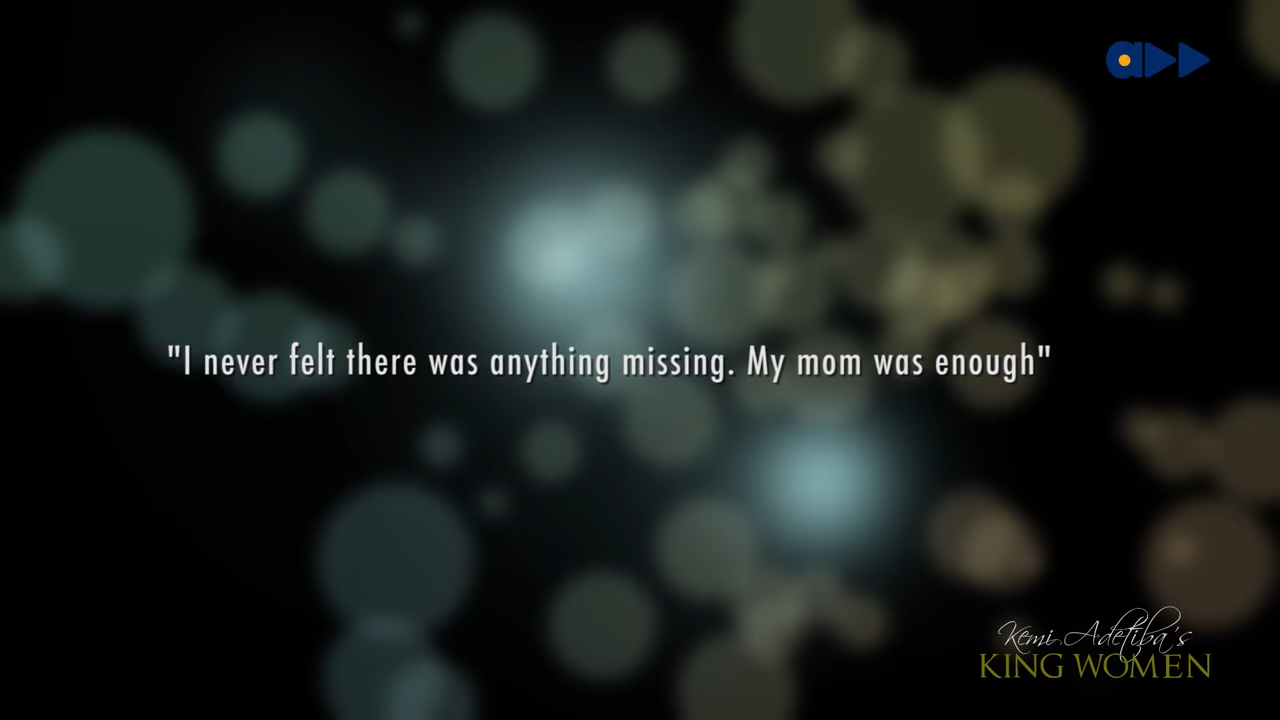 "I never felt there was anything missing. My mom was enough"
Kemi Adetiba's
KING WOMEN